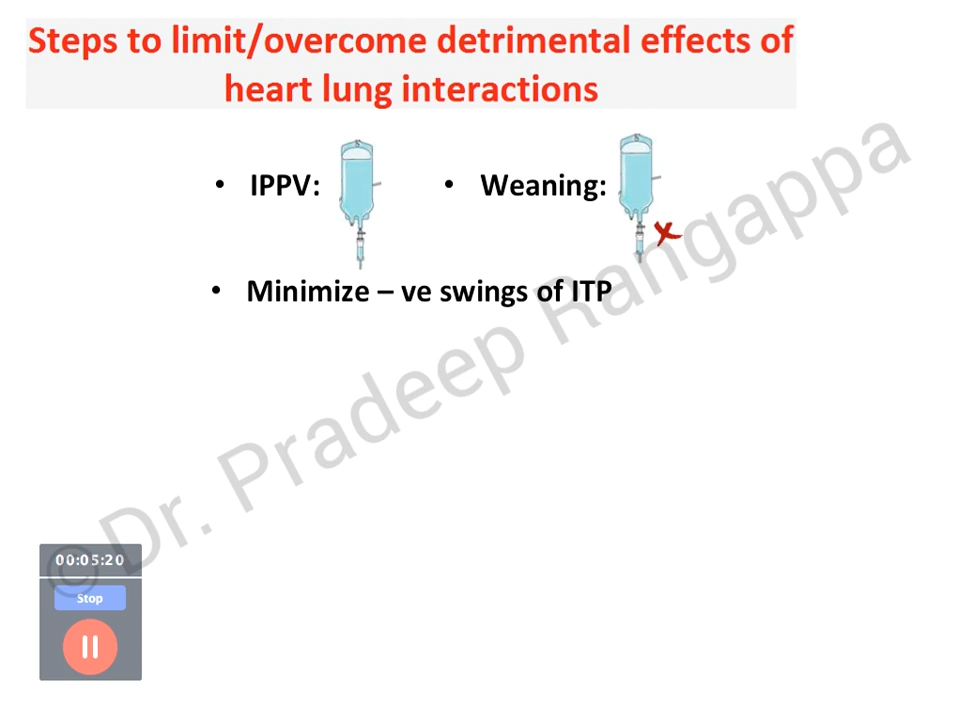 Steps to limit/overcome detrimental effects of
heart lung interactions
• IPPV: • Weaning:
• Minimize – ve swings of ITP
© Dr. Pradeep Rangappa
00:05:20
Stop